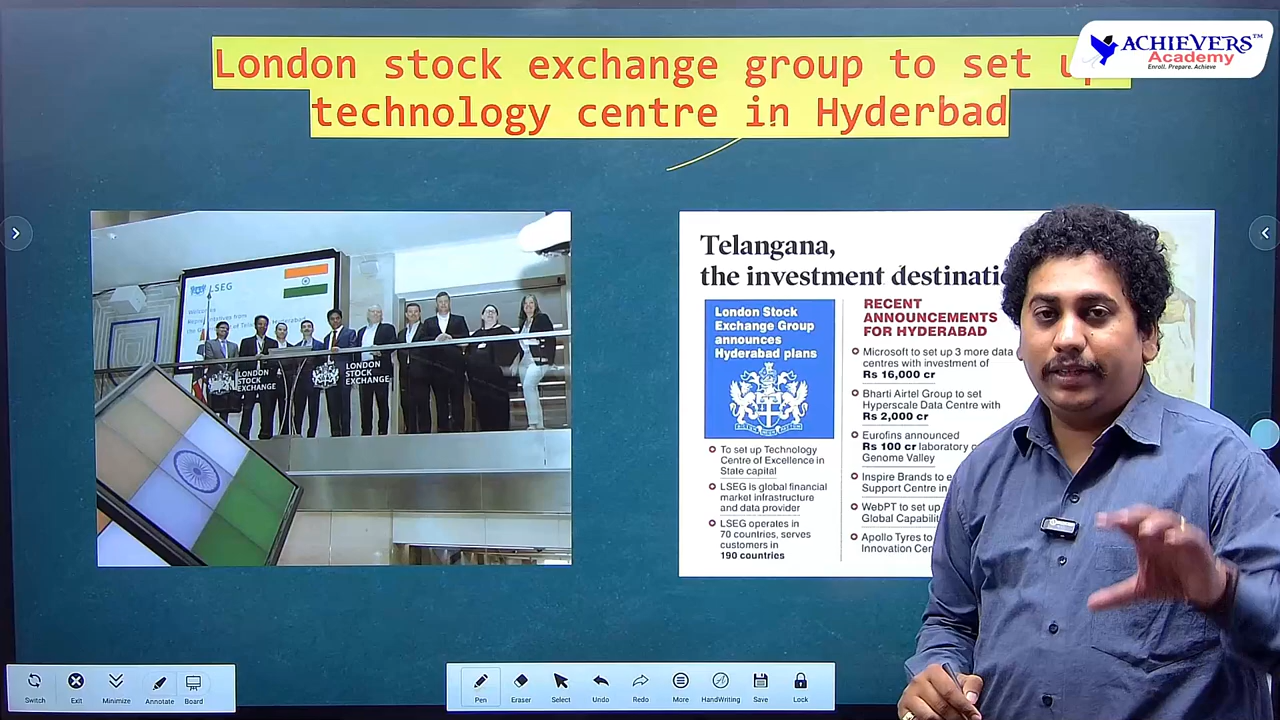 London stock exchange group to set
technology centre in Hyderbad
ACHIEVERS™
Academy
Enroll. Prepare. Achieve
LSEG
Welcomes
Representatives from
LONDON
STOCK
EXCHANGE
LONDON
STOCK
EXCHANGE
Telangana,
the investment
London Stock
Exchange Group
announces
Hyderabad plans
To set up Technology
Centre of Excellence in
State capital
LSEG is global financial
market infrastructure
and data provider
LSEG operates in
70 countries, serves
customers in
190 countries
RECENT
ANNOUNCEMENTS
FOR HYDERABAD
Microsoft to set up 3 more data
centres with investment of
Rs 16,000 cr
Bharti Airtel Group to set
Hyperscale Data Centre with
Rs 2,000 cr
Eurofins announced
Rs 100 cr laboratory
Genome Valley
Inspire Brands to
Support Centre in
WebPT to set up
Global
Apollo Tyres to
Innovation
Switch
Exit
Minimize
Annotate
Board
Pen
Eraser
Select
Undo
Redo
More
HandWriting
Save
Lock